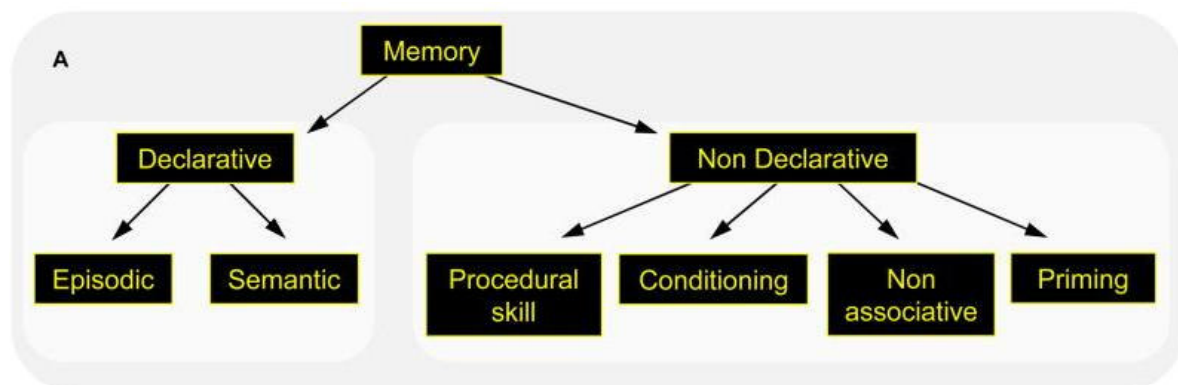 A
Memory
Declarative
Non Declarative
Episodic
Semantic
Procedural
skill
Conditioning
Non
associative
Priming